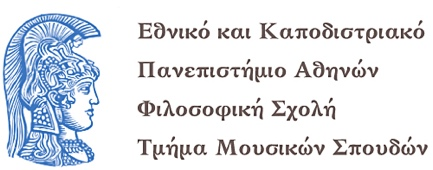 Εθνικό και Καποδιστριακό
Πανεπιστήμιο Αθηνών
Φιλοσοφική Σχολή
Τμήμα Μουσικών Σπουδών